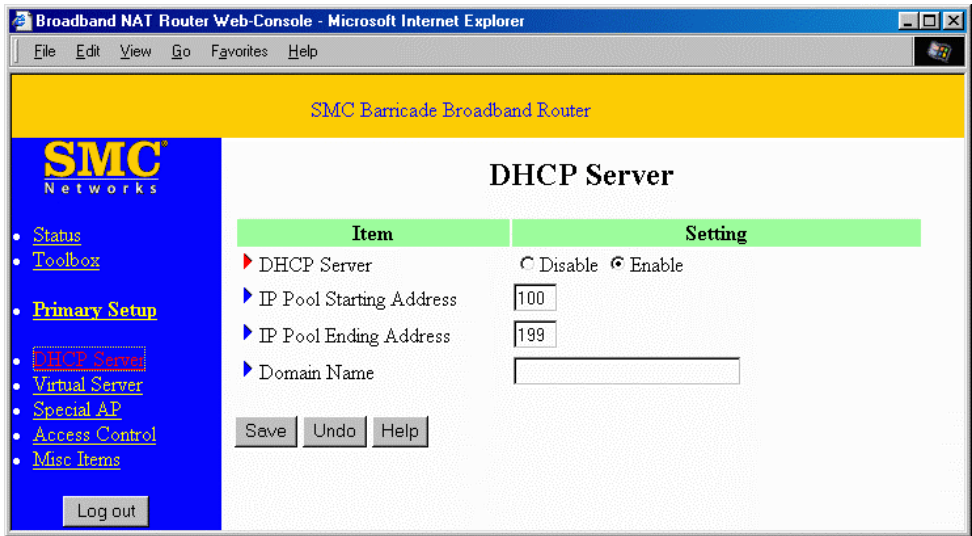 Broadband NAT Router Web-Console - Microsoft Internet Explorer
File Edit View Go Favorites Help
SMC Barricade Broadband Router
SMC®
Networks
Status
Toolbox
Primary Setup
DHCP Server
Virtual Server
Special AP
Access Control
Misc Items
Log out
DHCP Server
Item Setting
DHCP Server Disable Enable
IP Pool Starting Address 100
IP Pool Ending Address 199
Domain Name
Save Undo Help